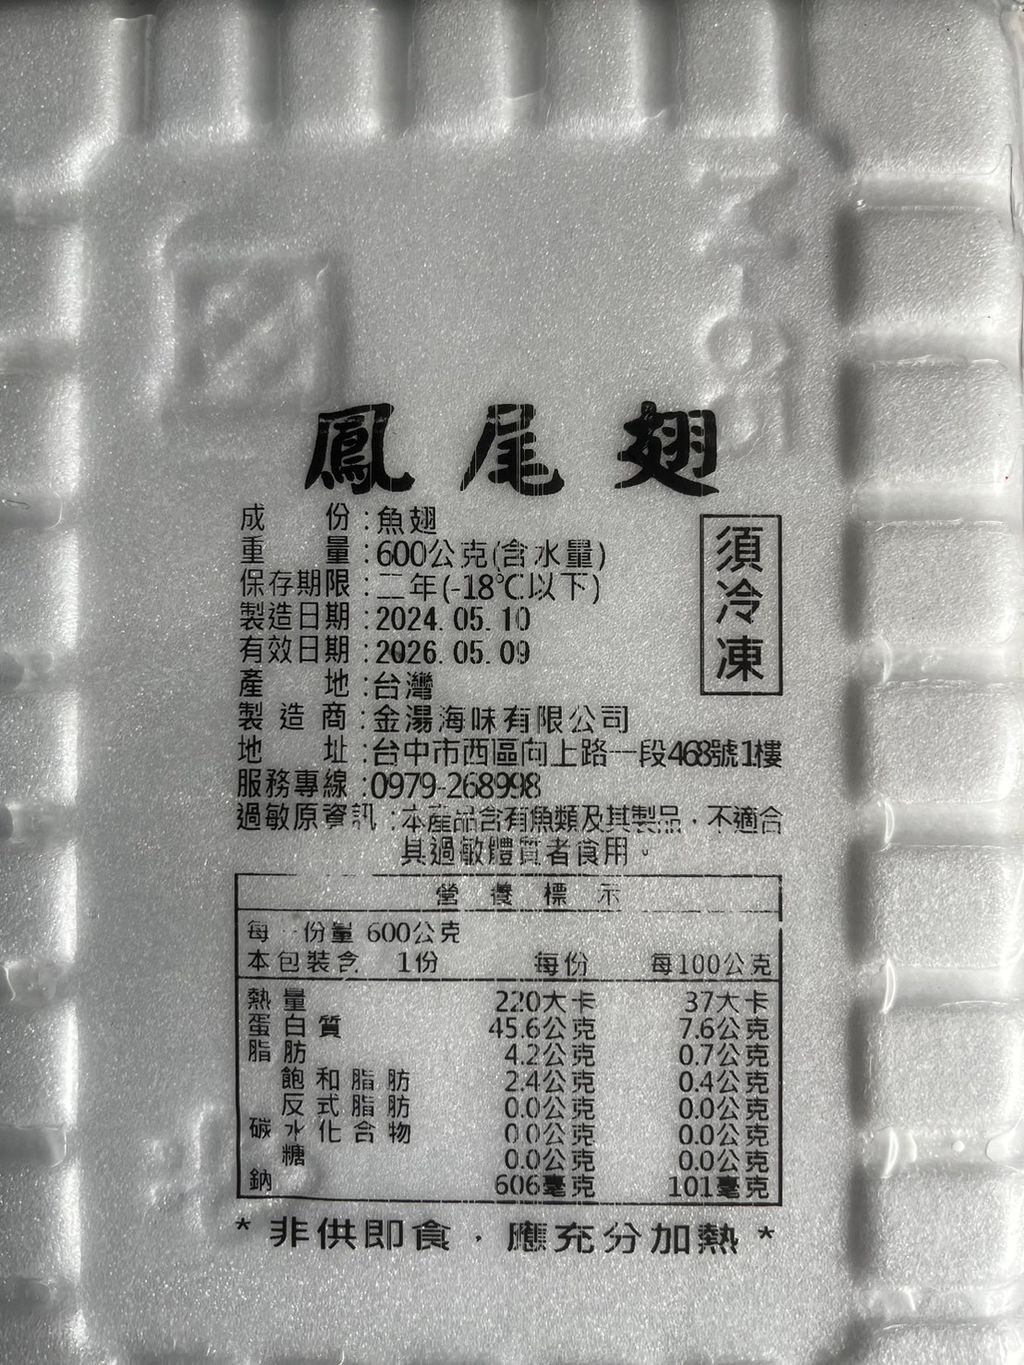 鳳尾翅
成份:魚翅
重量:600公克(含水量)
保存期限:二年(-18℃以下)
製造日期:2024.05.10
有效日期:2026.05.09
產地:台灣
製造商:金湯海味有限公司
地址:台中市西區向上路一段468號1樓
服務專線:0979-268998
過敏原資訊:本產品含有魚類及其製品，不適合
其過敏體質者食用。
須冷凍
營養標示
每一份量 600公克
本包裝含 1份
每份 每100公克
熱量 220大卡 37大卡
蛋白質 45.6公克 7.6公克
脂肪 4.2公克 0.7公克
飽和脂肪 2.4公克 0.4公克
反式脂肪 0.0公克 0.0公克
碳水化合物 0.0公克 0.0公克
糖 0.0公克 0.0公克
鈉 606毫克 101毫克
*非供即食，應充分加熱*